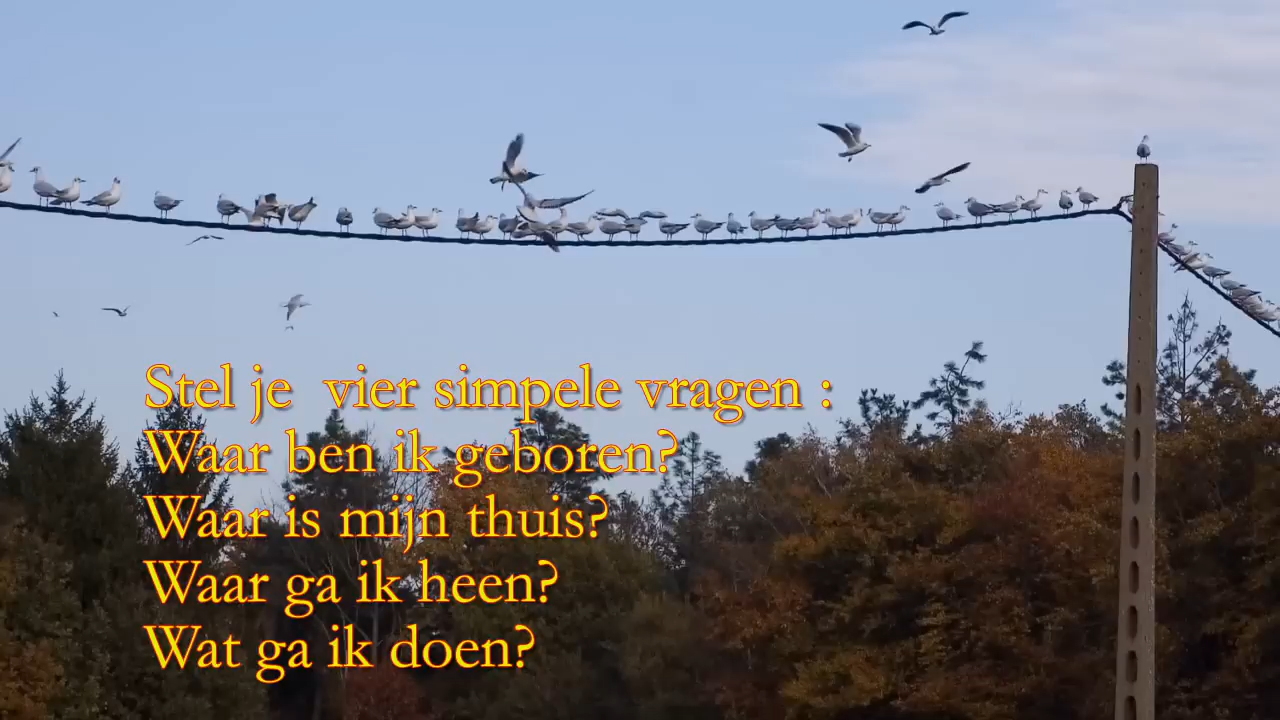 Stel je  vier simpele vragen :
Waar ben ik geboren?
Waar is mijn thuis?
Waar ga ik heen?
Wat ga ik doen?